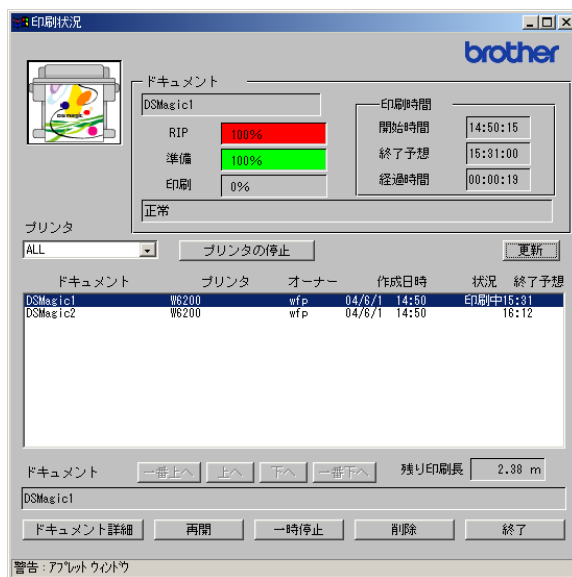 印刷状況
brother
DS MAGIC
ドキュメント
DSMagic1
RIP 100%
準備 100%
印刷 0%
印刷時間
開始時間 14:50:15
終了予想 15:31:00
経過時間 00:00:19
正常
プリンタ
ALL プリンタの停止 更新
ドキュメント プリンタ オーナー 作成日時 状況 終了予想
DSMagic1 W6200 wfp 04/6/1 14:50 印刷中15:31
DSMagic2 W6200 wfp 04/6/1 14:50 16:12
ドキュメント 一番上へ 上へ 下へ 一番下へ 残り印刷長 2.38 m
DSMagic1
ドキュメント詳細 再開 一時停止 削除 終了
警告 : アプレット ウィンドウ